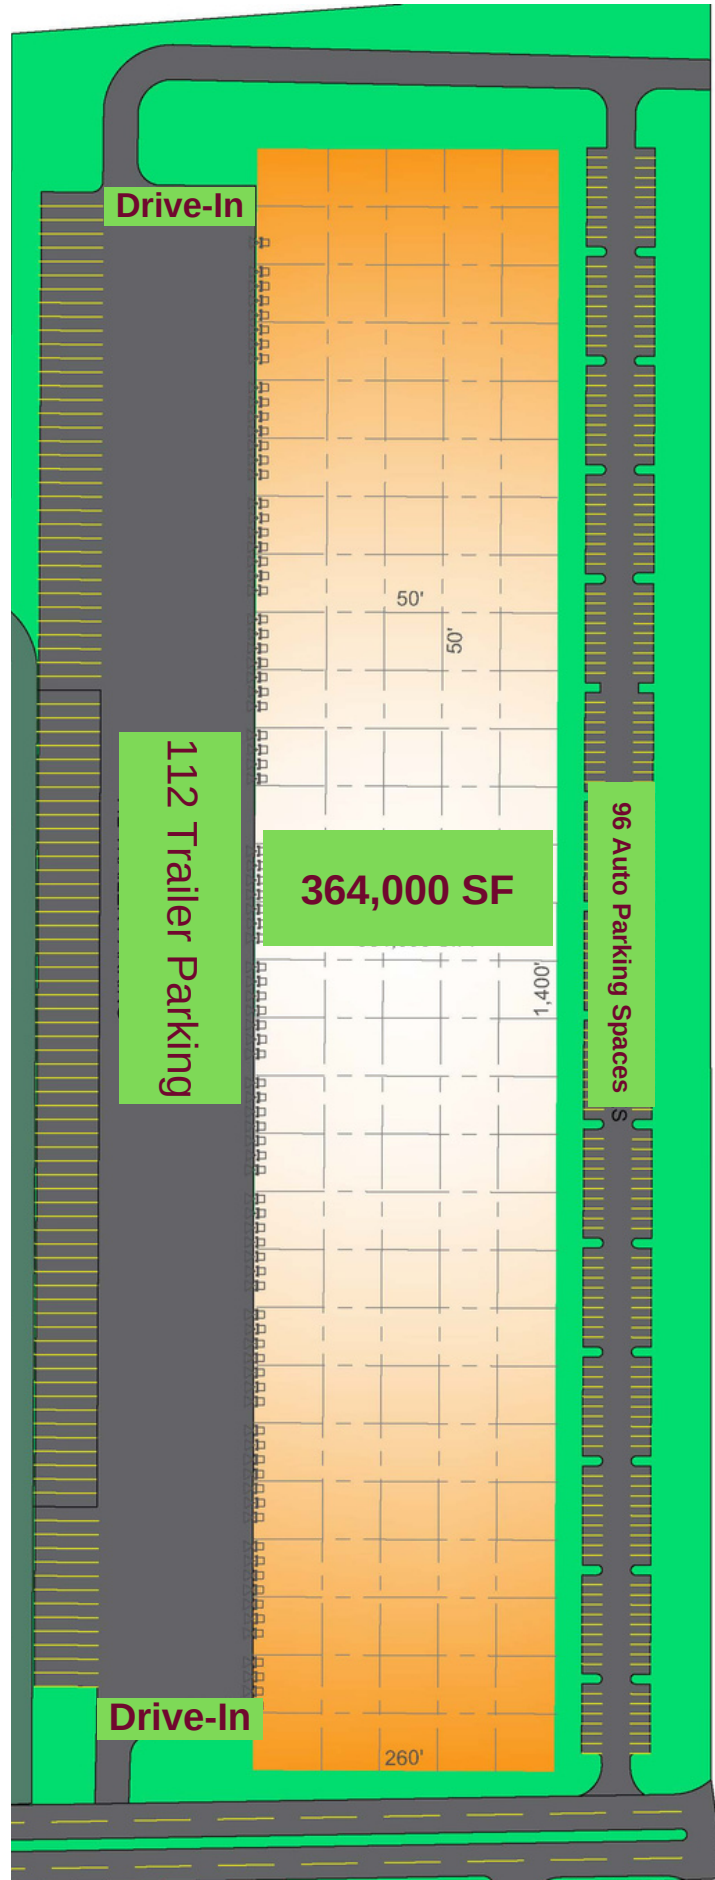 Drive-In
50'
50'
112 Trailer Parking
364,000 SF
96 Auto Parking Spaces
1,400'
S
Drive-In
260'